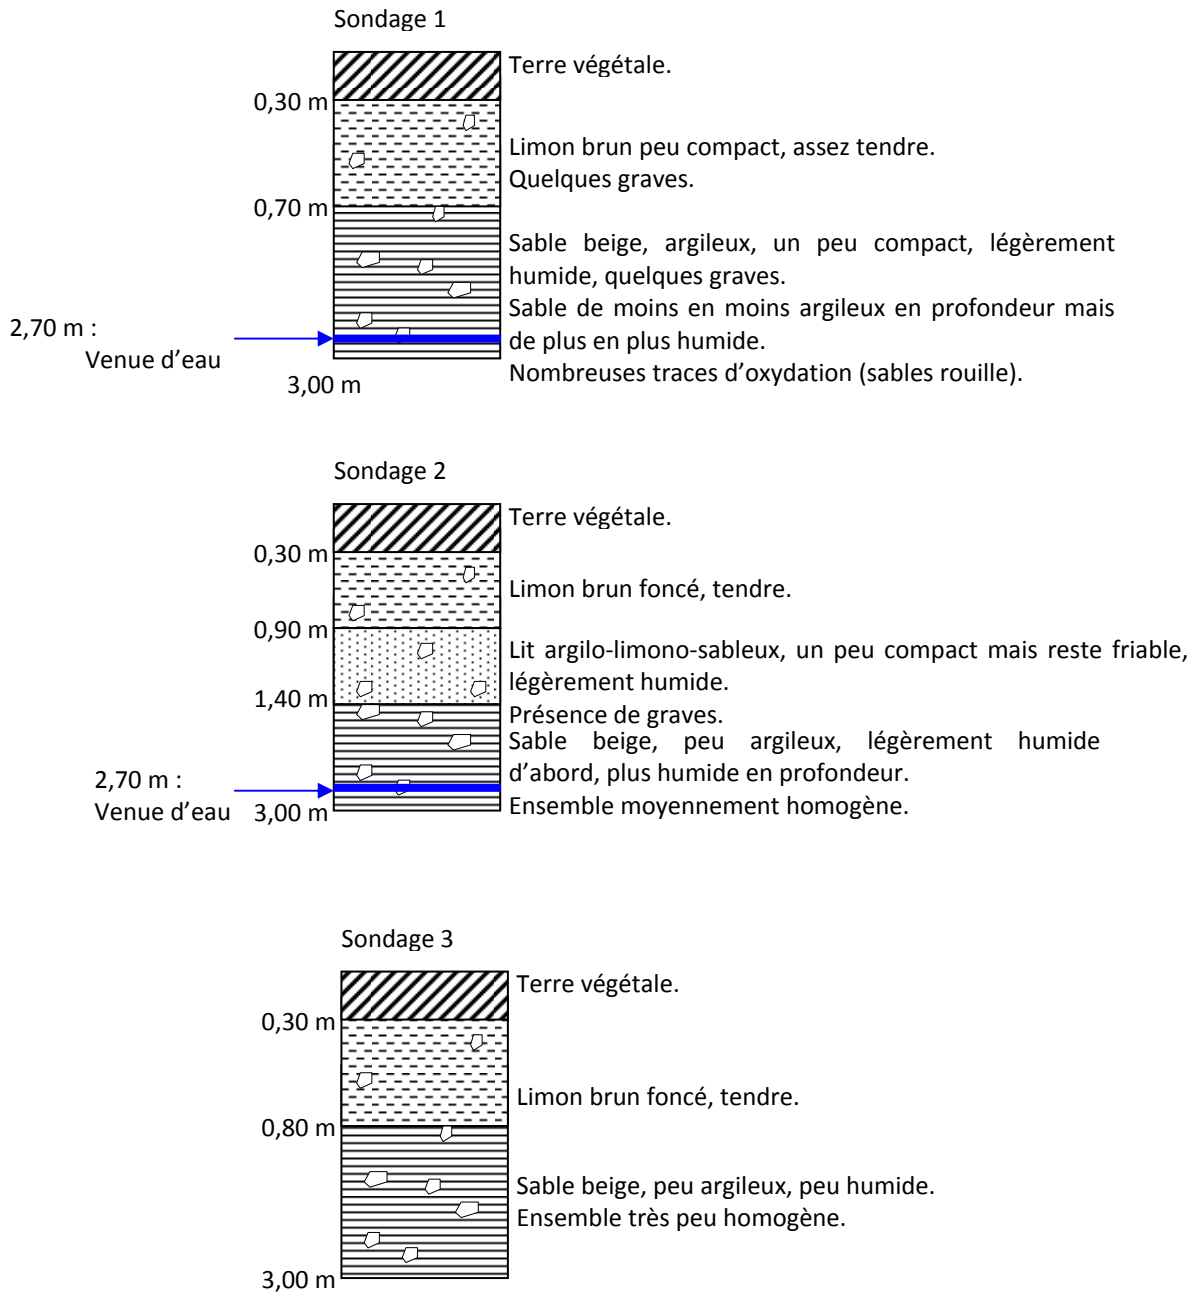 Sondage 1
Terre végétale.
0,30 m
Limon brun peu compact, assez tendre.
Quelques graves.
0,70 m
Sable beige, argileux, un peu compact, légèrement
humide, quelques graves.
Sable de moins en moins argileux en profondeur mais
de plus en plus humide.
Nombreuses traces d’oxydation (sables rouille).
2,70 m :
Venue d’eau
3,00 m
Sondage 2
Terre végétale.
0,30 m
Limon brun foncé, tendre.
0,90 m
Lit argilo-limono-sableux, un peu compact mais reste friable,
légèrement humide.
Présence de graves.
1,40 m
Sable beige, peu argileux, légèrement humide
d’abord, plus humide en profondeur.
Ensemble moyennement homogène.
2,70 m :
Venue d’eau
3,00 m
Sondage 3
Terre végétale.
0,30 m
Limon brun foncé, tendre.
0,80 m
Sable beige, peu argileux, peu humide.
Ensemble très peu homogène.
3,00 m